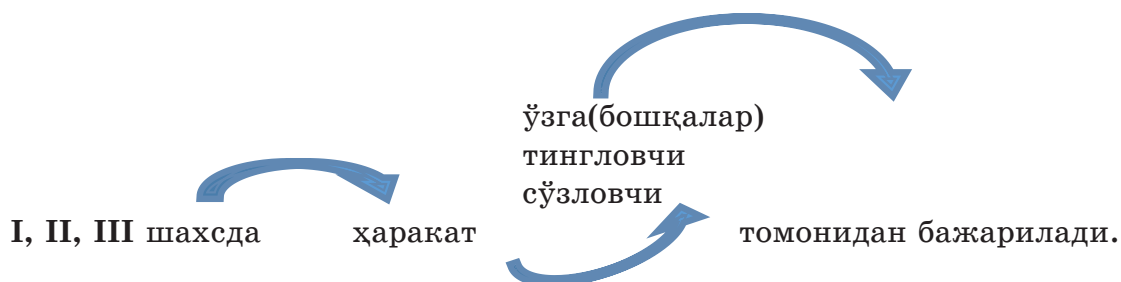 ўзга(бошқалар)
тингловчи
сўзловчи
I, II, III шахсда ҳаракат томонидан бажарилади.